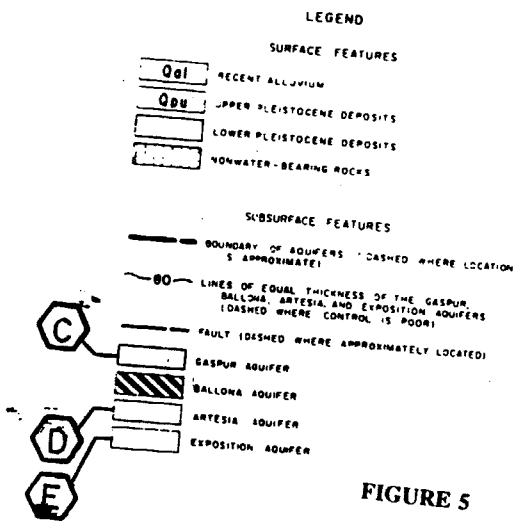 LEGEND
SURFACE FEATURES
Qal RECENT ALLUVIUM
Qpu UPPER PLEISTOCENE DEPOSITS
LOWER PLEISTOCENE DEPOSITS
NONWATER-BEARING ROCKS
SUBSURFACE FEATURES
BOUNDARY OF AQUIFERS (DASHED WHERE LOCATION
IS APPROXIMATE)
80 LINES OF EQUAL THICKNESS OF THE GASPUR,
BALLONA, ARTESIA, AND EXPOSITION AQUIFERS
(DASHED WHERE CONTROL IS POOR)
FAULT (DASHED WHERE APPROXIMATELY LOCATED)
C GASPUR AQUIFER
BALLONA AQUIFER
D ARTESIA AQUIFER
E EXPOSITION AQUIFER
FIGURE 5